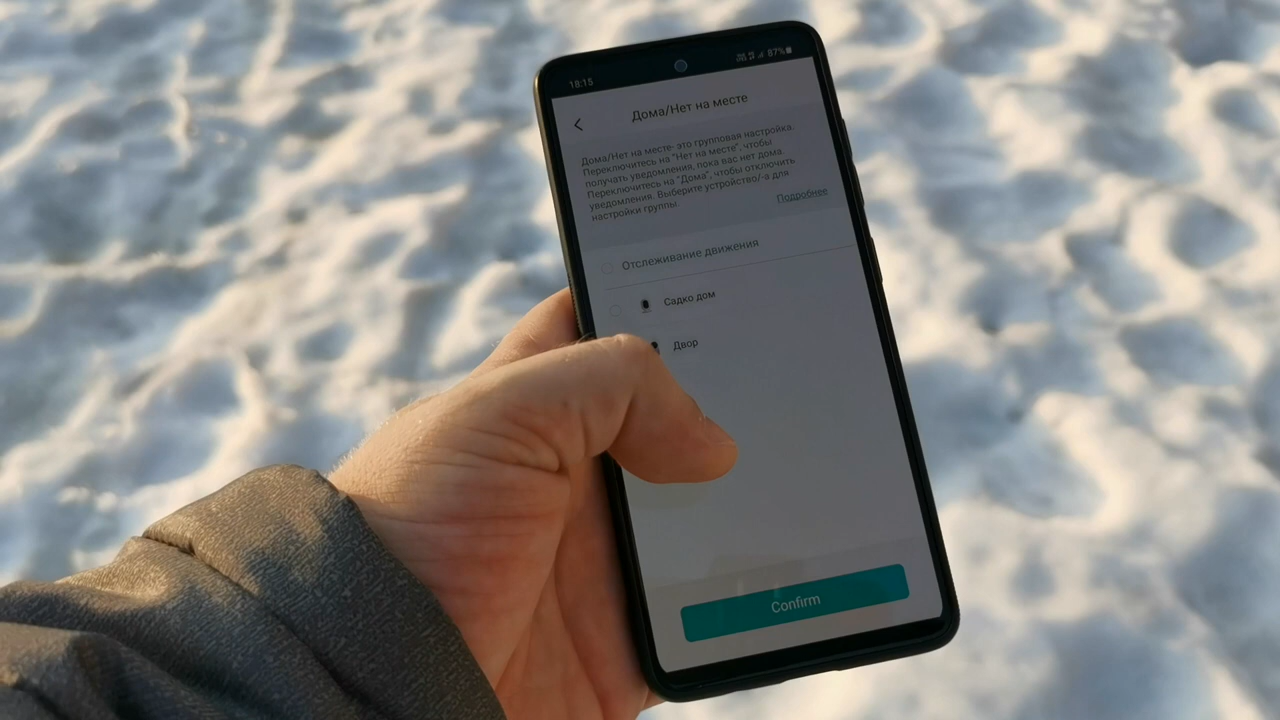 18:15
87%
Дома/Нет на месте
Дома/Нет на месте- это групповая настройка.
Переключитесь на "Нет на месте", чтобы
получать уведомления, пока вас нет дома.
Переключитесь на "Дома", чтобы отключить
уведомления. Выберите устройство/-а для
настройки группы.
Подробнее
Отслеживание движения
Садко дом
Двор
Confirm